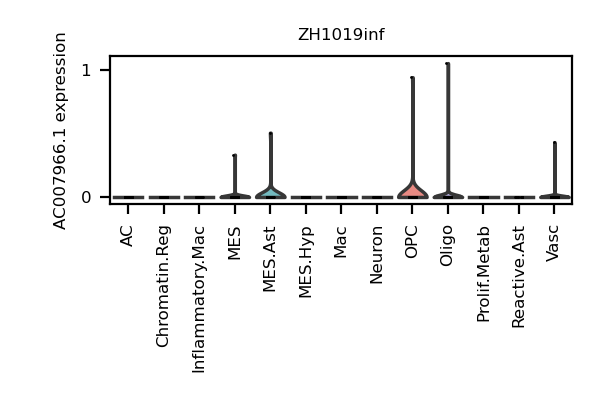 ZH1019inf
AC007966.1 expression
1
0
AC
Chromatin.Reg
Inflammatory.Mac
MES
MES.Ast
MES.Hyp
Mac
Neuron
OPC
Oligo
Prolif.Metab
Reactive.Ast
Vasc